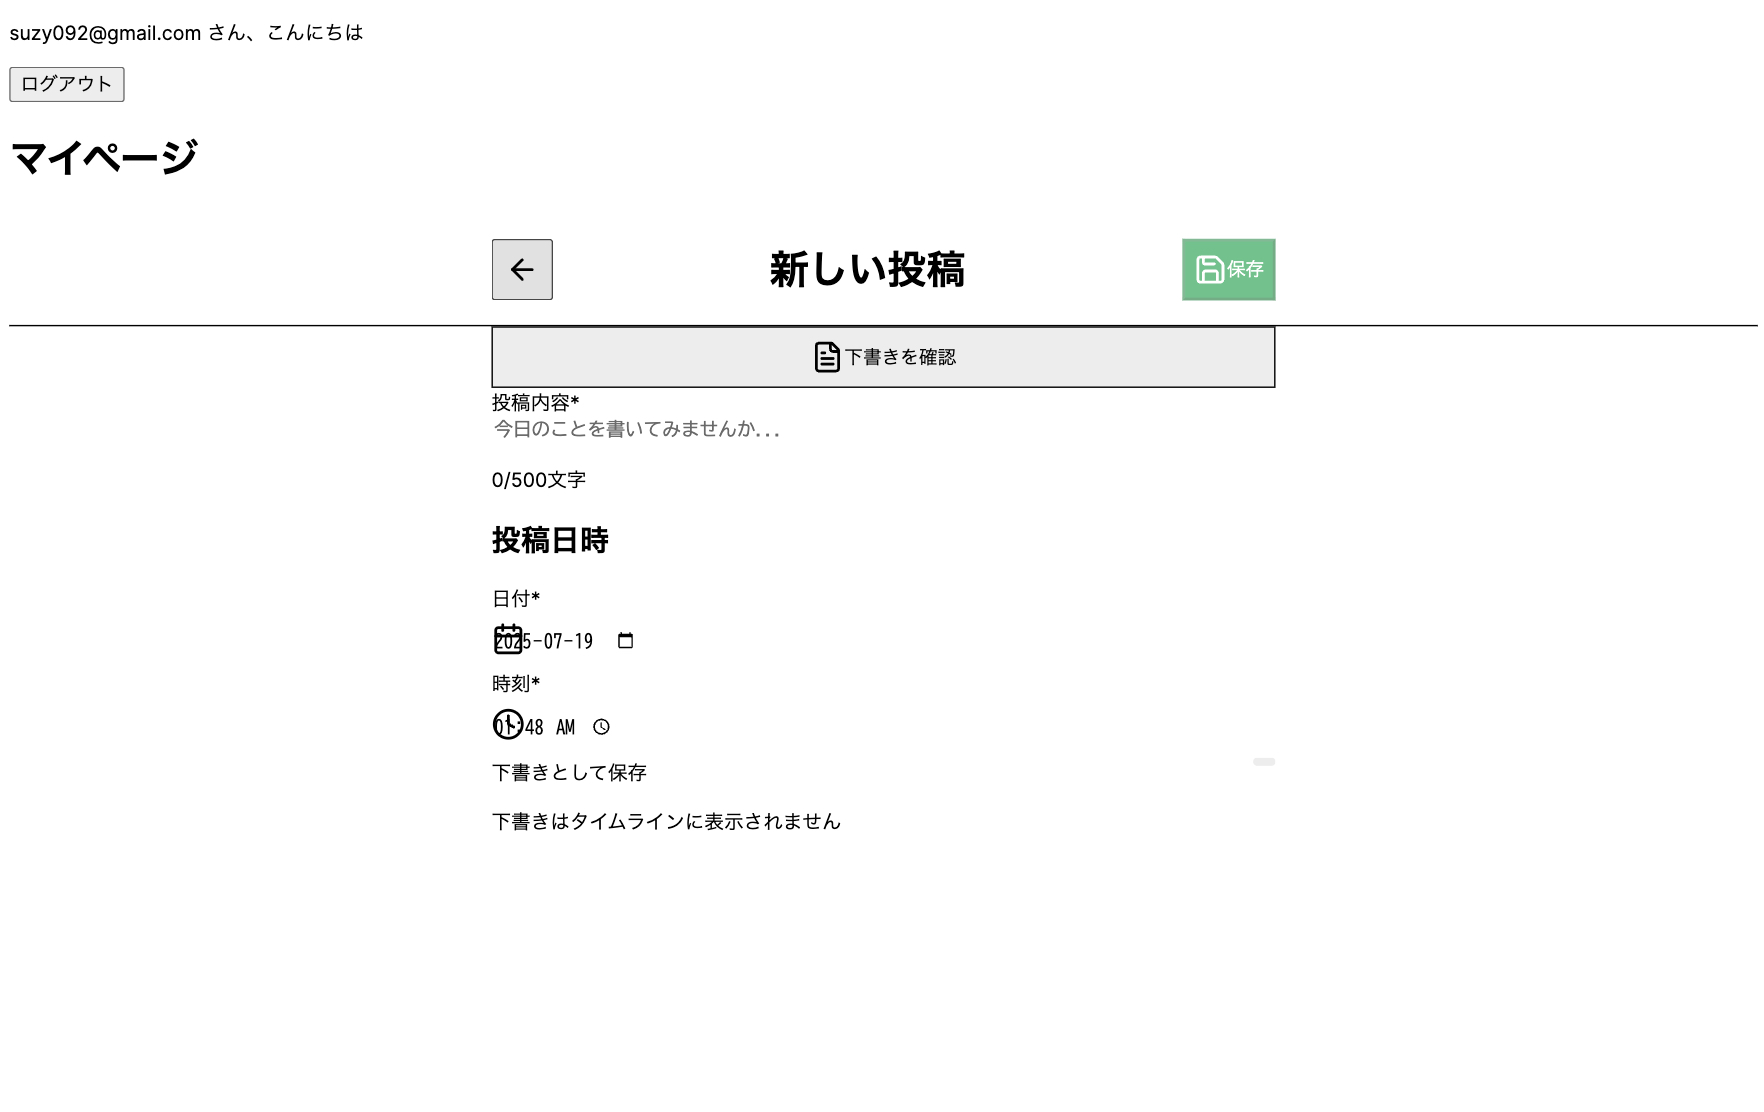 suzy092@gmail.com さん、こんにちは
ログアウト
マイページ
新しい投稿
保存
下書きを確認
投稿内容*
今日のことを書いてみませんか...
0/500文字
投稿日時
日付*
2025-07-19
時刻*
01:48 AM
下書きとして保存
下書きはタイムラインに表示されません